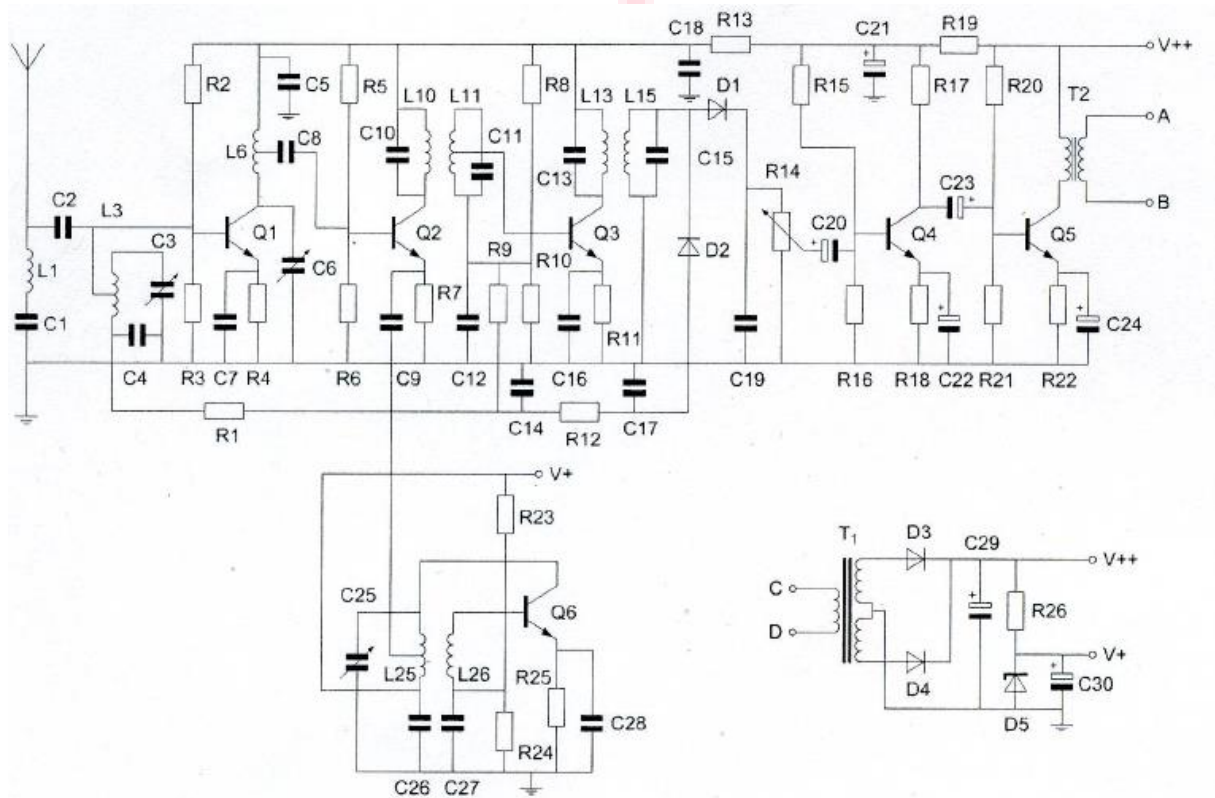 C18 R13 C21 R19
V++
R2 C5 R5 L10 L11 R8 L13 L15 D1 R15 R17 R20 T2
C8 C10 C11 A
L6 C15
C2 L3 C13 R14 C23 B
C3 Q1 Q2 Q3 C20 Q4 Q5
L1 C6 R9 R10 D2
R7
C1 R11 C24
C4 R3 C7 R4 R6 C9 C12 C16 C19 R16 R18 C22 R21 R22
R1 C14 R12 C17
V+
R23
T1 D3 C29 V++
C25 Q6 C
R26
D
L25 L26 R25 V+
D4 C30
C28 D5
R24
C26 C27